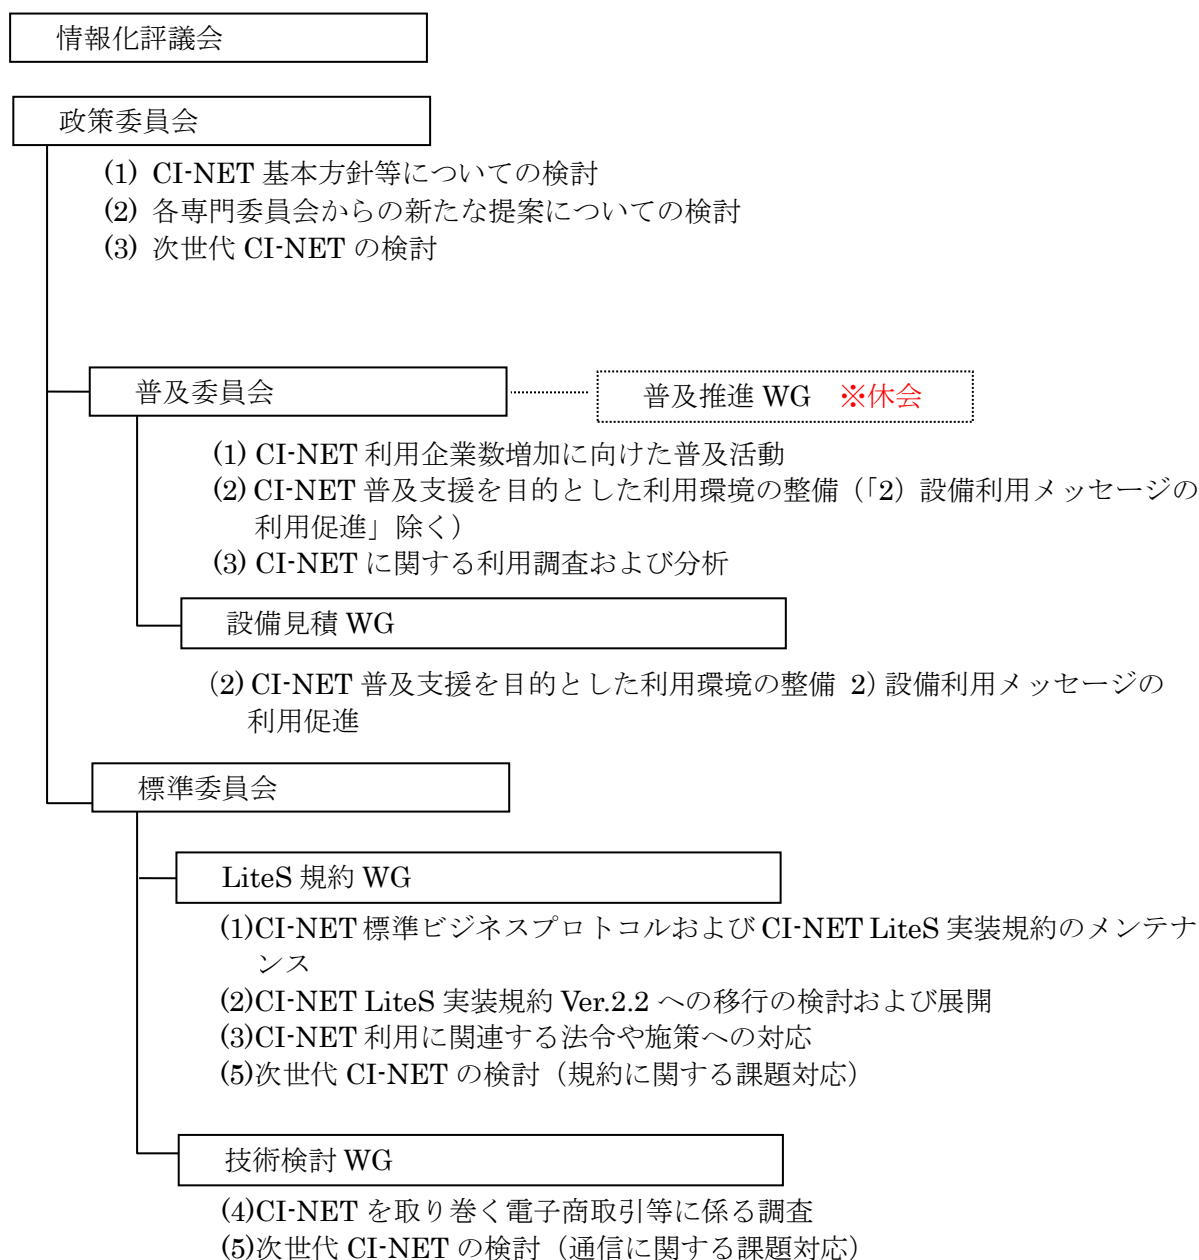 情報化評議会
政策委員会
(1) CI-NET 基本方針等についての検討
(2) 各専門委員会からの新たな提案についての検討
(3) 次世代 CI-NET の検討
普及委員会
普及推進 WG ※休会
(1) CI-NET 利用企業数増加に向けた普及活動
(2) CI-NET 普及支援を目的とした利用環境の整備（「2）設備利用メッセージの
利用促進」除く）
(3) CI-NET に関する利用調査および分析
設備見積 WG
(2) CI-NET 普及支援を目的とした利用環境の整備 2）設備利用メッセージの
利用促進
標準委員会
LiteS 規約 WG
(1)CI-NET 標準ビジネスプロトコルおよび CI-NET LiteS 実装規約のメンテナ
ンス
(2)CI-NET LiteS 実装規約 Ver.2.2 への移行の検討および展開
(3)CI-NET 利用に関連する法令や施策への対応
(5)次世代 CI-NET の検討（規約に関する課題対応）
技術検討 WG
(4)CI-NET を取り巻く電子商取引等に係る調査
(5)次世代 CI-NET の検討（通信に関する課題対応）